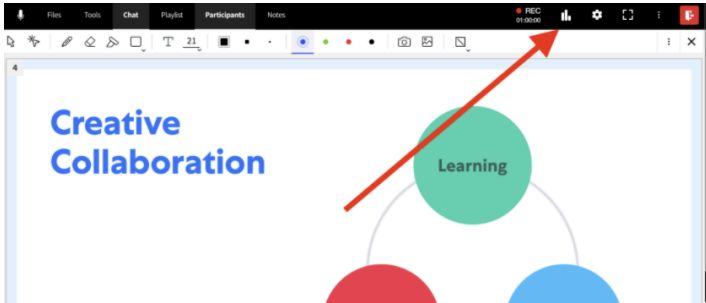 Files Tools Chat Playlist Participants Notes
REC
01:00:00
T 21
4
Creative
Collaboration
Learning